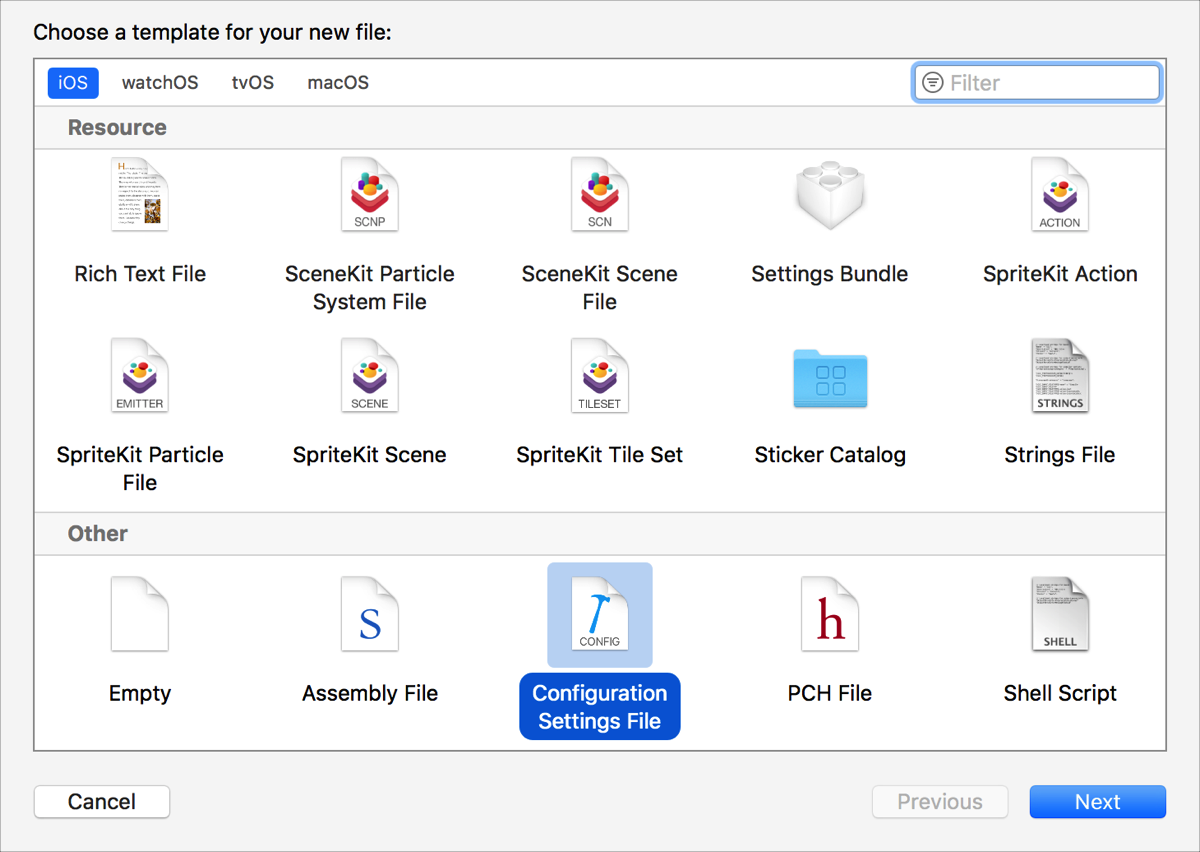 Choose a template for your new file:
iOS watchOS tvOS macOS Filter
Resource
SCNP SCN ACTION
Rich Text File SceneKit Particle SceneKit Scene Settings Bundle SpriteKit Action
System File File
EMITTER SCENE TILESET STRINGS
SpriteKit Particle SpriteKit Scene SpriteKit Tile Set Sticker Catalog Strings File
File
Other
S CONFIG h SHELL
Empty Assembly File Configuration PCH File Shell Script
Settings File
Cancel Previous Next